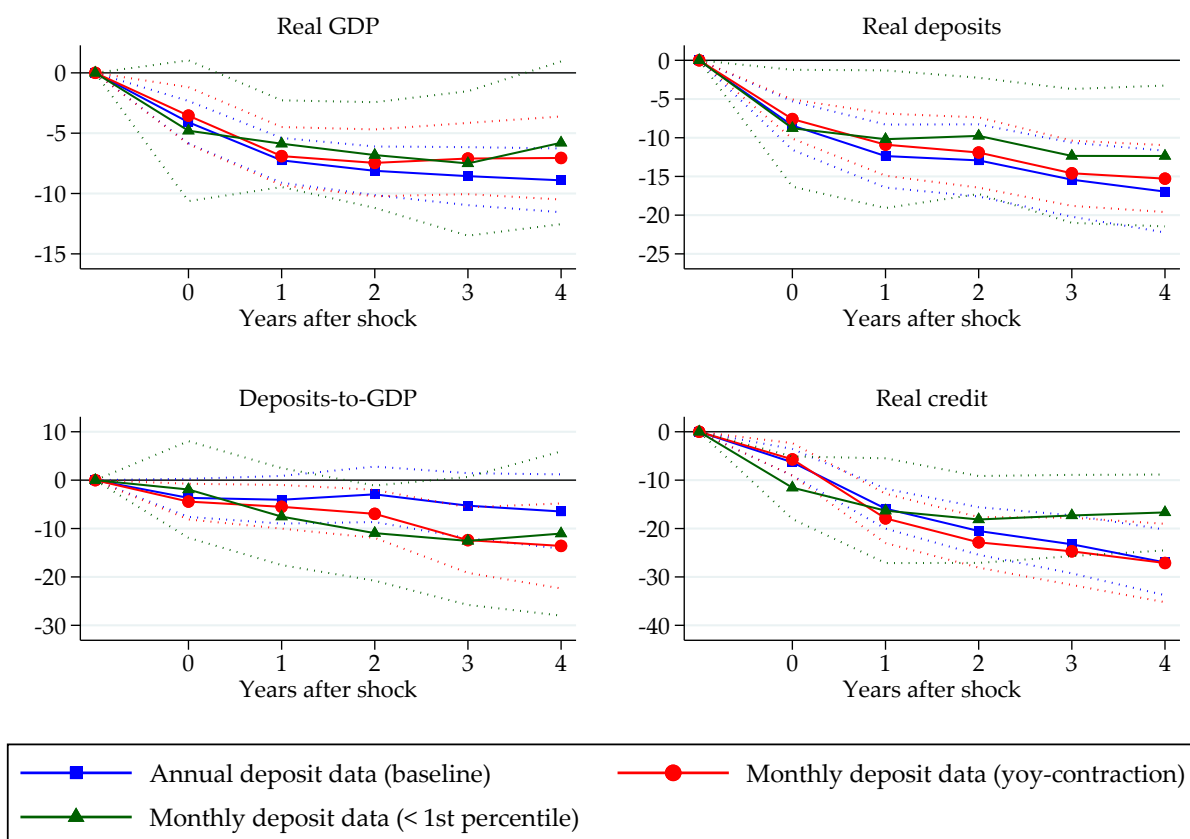 Real GDP
0
-5
-10
-15
0 1 2 3 4
Years after shock
Real deposits
0
-5
-10
-15
-20
-25
0 1 2 3 4
Years after shock
Deposits-to-GDP
10
0
-10
-20
-30
0 1 2 3 4
Years after shock
Real credit
0
-10
-20
-30
-40
0 1 2 3 4
Years after shock
Annual deposit data (baseline)
Monthly deposit data (yoy-contraction)
Monthly deposit data (< 1st percentile)